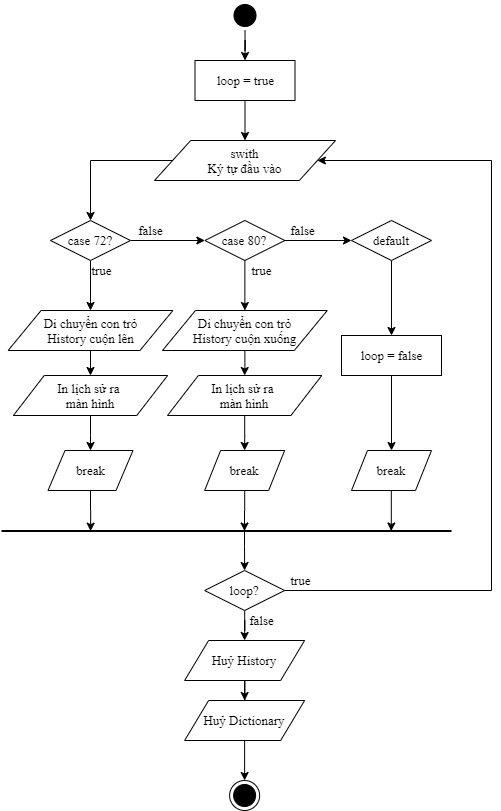 loop = true
swith
Ký tự đầu vào
case 72?
false
case 80?
false
default
true
true
Di chuyển con trỏ
History cuộn lên
Di chuyển con trỏ
History cuộn xuống
loop = false
In lịch sử ra
màn hình
In lịch sử ra
màn hình
break
break
break
loop?
true
false
Huỷ History
Huỷ Dictionary